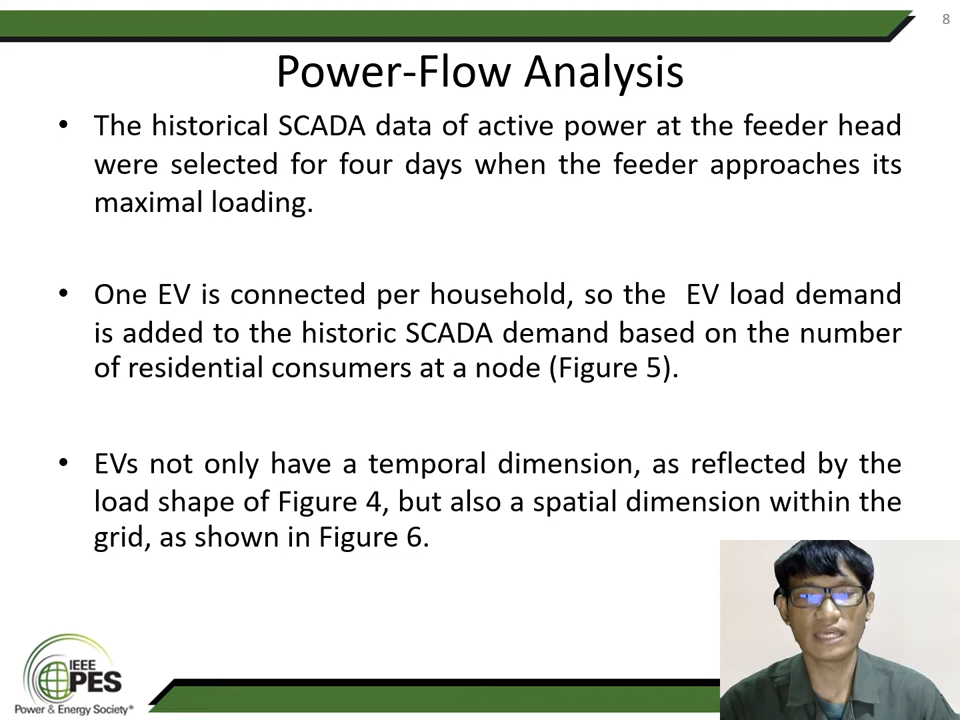 8
Power-Flow Analysis
• The historical SCADA data of active power at the feeder head
were selected for four days when the feeder approaches its
maximal loading.
• One EV is connected per household, so the  EV load demand
is added to the historic SCADA demand based on the number
of residential consumers at a node (Figure 5).
• EVs not only have a temporal dimension, as reflected by the
load shape of Figure 4, but also a spatial dimension within the
grid, as shown in Figure 6.
IEEE
PES
Power & Energy Society®